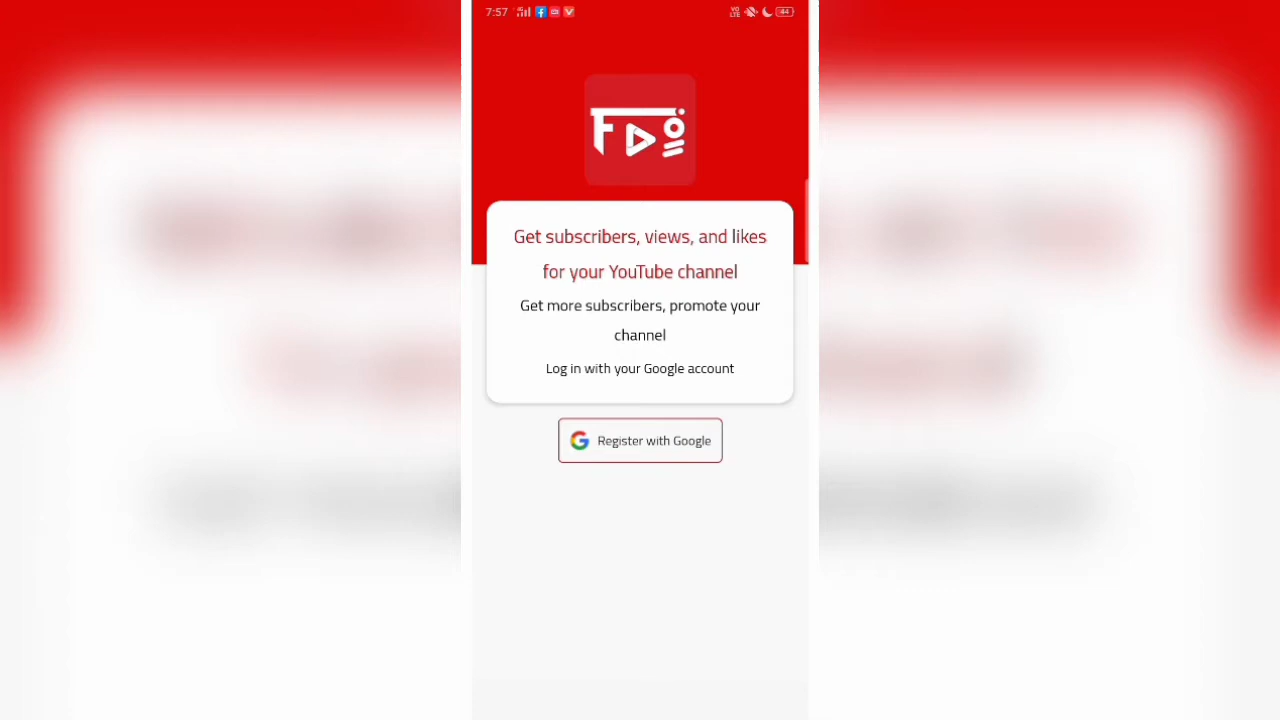 7:57
Get subscribers, views, and likes
for your YouTube channel
Get more subscribers, promote your
channel
Log in with your Google account
Register with Google